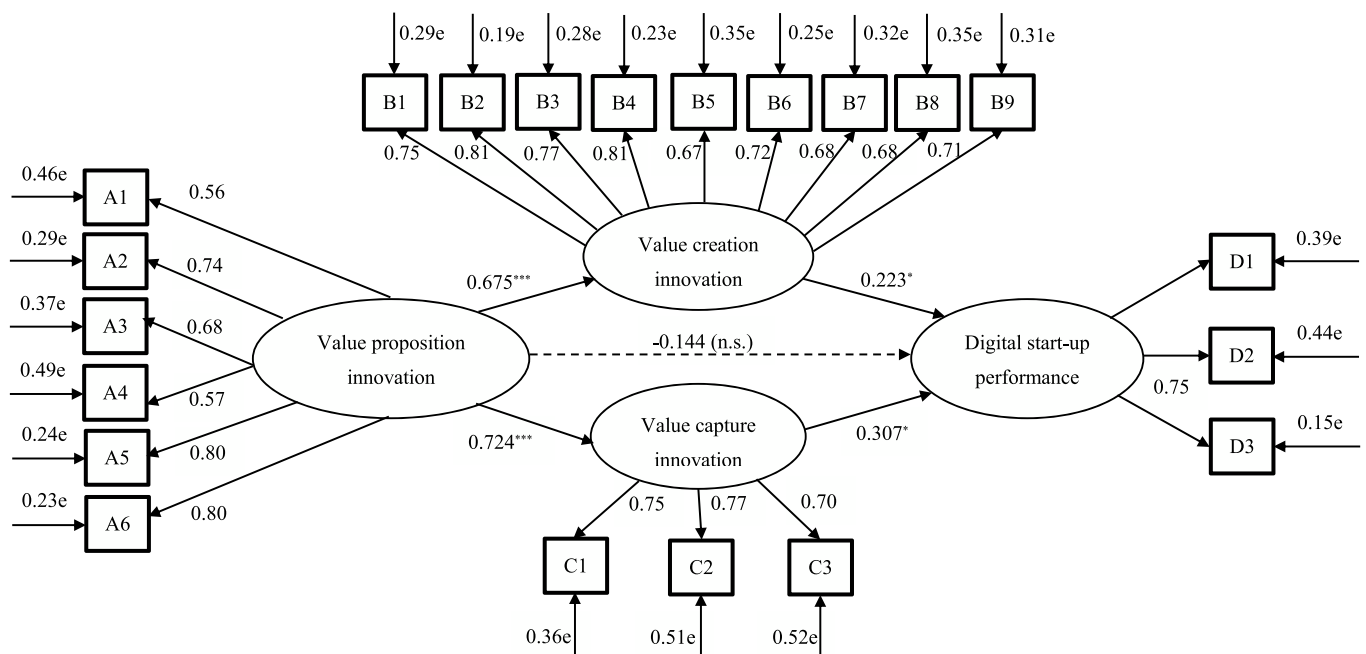 0.29e 0.19e 0.28e 0.23e 0.35e 0.25e 0.32e 0.35e 0.31e
B1 B2 B3 B4 B5 B6 B7 B8 B9
0.75 0.81 0.77 0.81 0.67 0.72 0.68 0.68 0.71
0.46e
A1
0.56
0.29e
A2
0.74
0.37e
A3
0.68
0.49e
A4
0.57
0.24e
A5
0.80
0.23e
A6
0.80
Value proposition
innovation
0.675***
Value creation
innovation
0.223*
-0.144 (n.s.)
0.724***
Value capture
innovation
0.307*
Digital start-up
performance
D1
0.39e
D2
0.44e
0.75
D3
0.15e
0.75 0.77 0.70
C1 C2 C3
0.36e 0.51e 0.52e